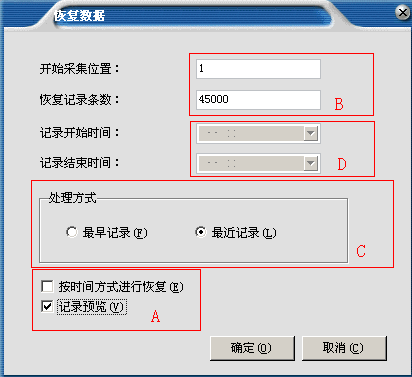 恢复数据
开始采集位置： 1
恢复记录条数： 45000 B
记录开始时间： -- ::
记录结束时间： -- :: D
处理方式
最早记录(F) 最近记录(L)
C
按时间方式进行恢复(E)
记录预览(V)
A
确定(O) 取消(C)